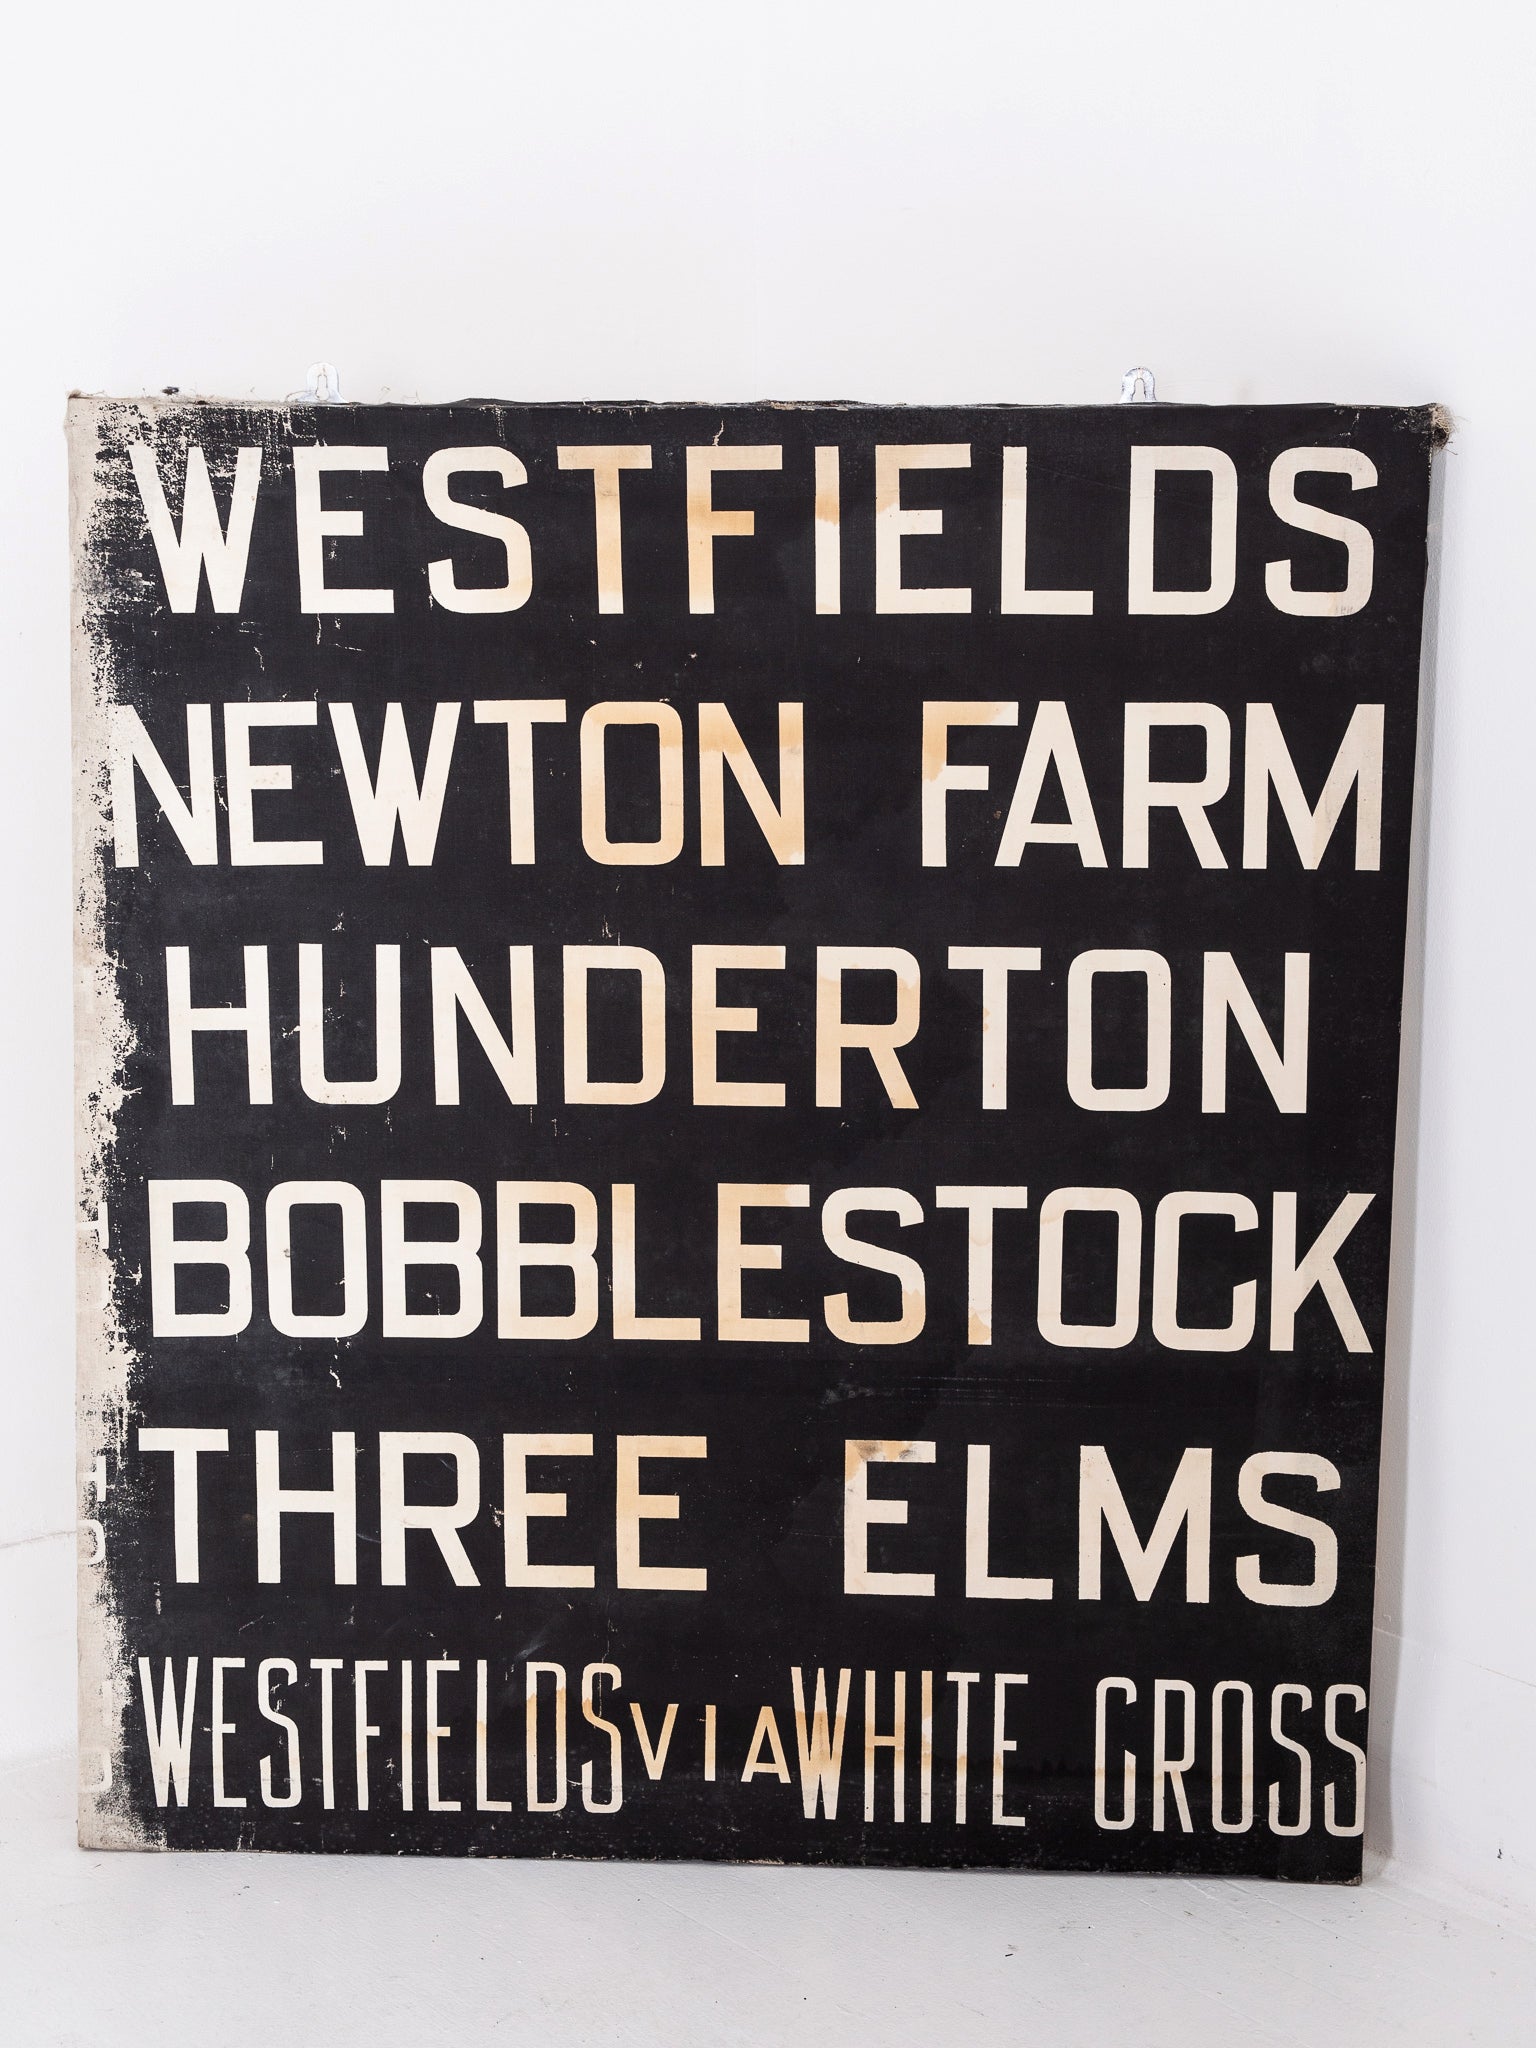 WESTFIELDS
NEWTON FARM
HUNDERTON
BOBBLESTOCK
THREE ELMS
WESTFIELDS VIA WHITE CROSS